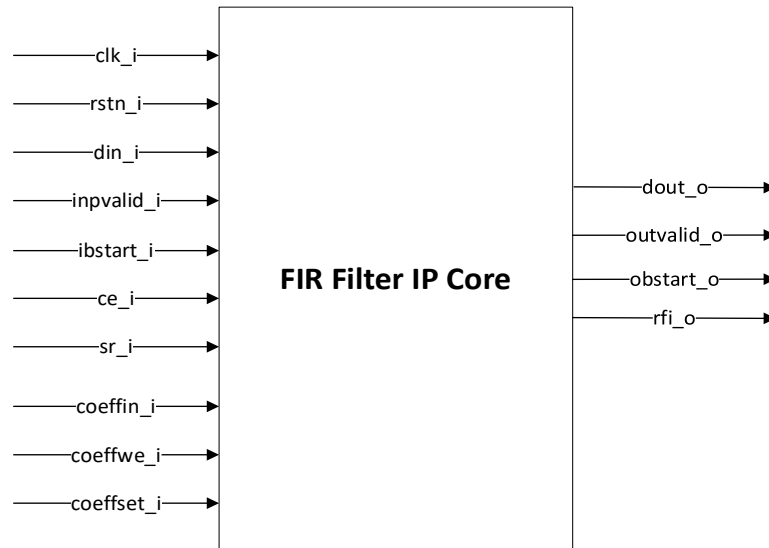 clk_i
rstn_i
din_i
inpvalid_i
ibstart_i
ce_i
sr_i
coeffin_i
coeffwe_i
coeffset_i
FIR Filter IP Core
dout_o
outvalid_o
obstart_o
rfi_o